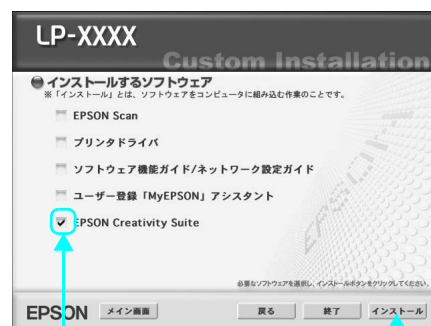 LP-XXXX
Custom Installation
インストールするソフトウェア
※「インストール」とは、ソフトウェアをコンピュータに組み込む作業のことです。
EPSON Scan
プリンタドライバ
ソフトウェア機能ガイド/ネットワーク設定ガイド
ユーザー登録「MyEPSON」アシスタント
EPSON Creativity Suite
EPSON
必要なソフトウェアを選択し、インストールボタンをクリックしてください。
EPSON メイン画面 戻る 終了 インストール